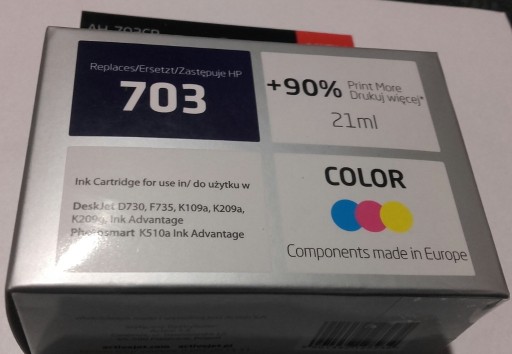 Replaces/Ersetzt/Zastępuje HP
703
+90% Print More
Drukuj więcej*
21ml
Ink Cartridge for use in/ do użytku w
DeskJet D730, F735, K109a, K209a,
K209g, Ink Advantage
Photosmart K510a Ink Advantage
COLOR
Components made in Europe